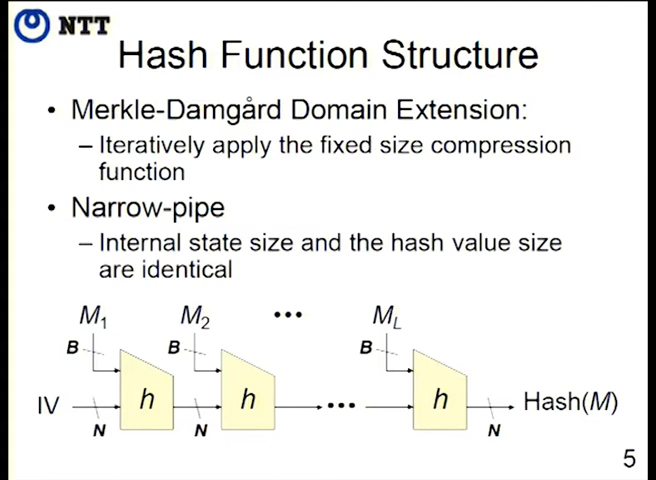 NTT
Hash Function Structure
• Merkle-Damgård Domain Extension:
– Iteratively apply the fixed size compression
function
• Narrow-pipe
– Internal state size and the hash value size
are identical
M1 M2 ••• ML
B B B
IV h h ••• h Hash(M)
N N N
5